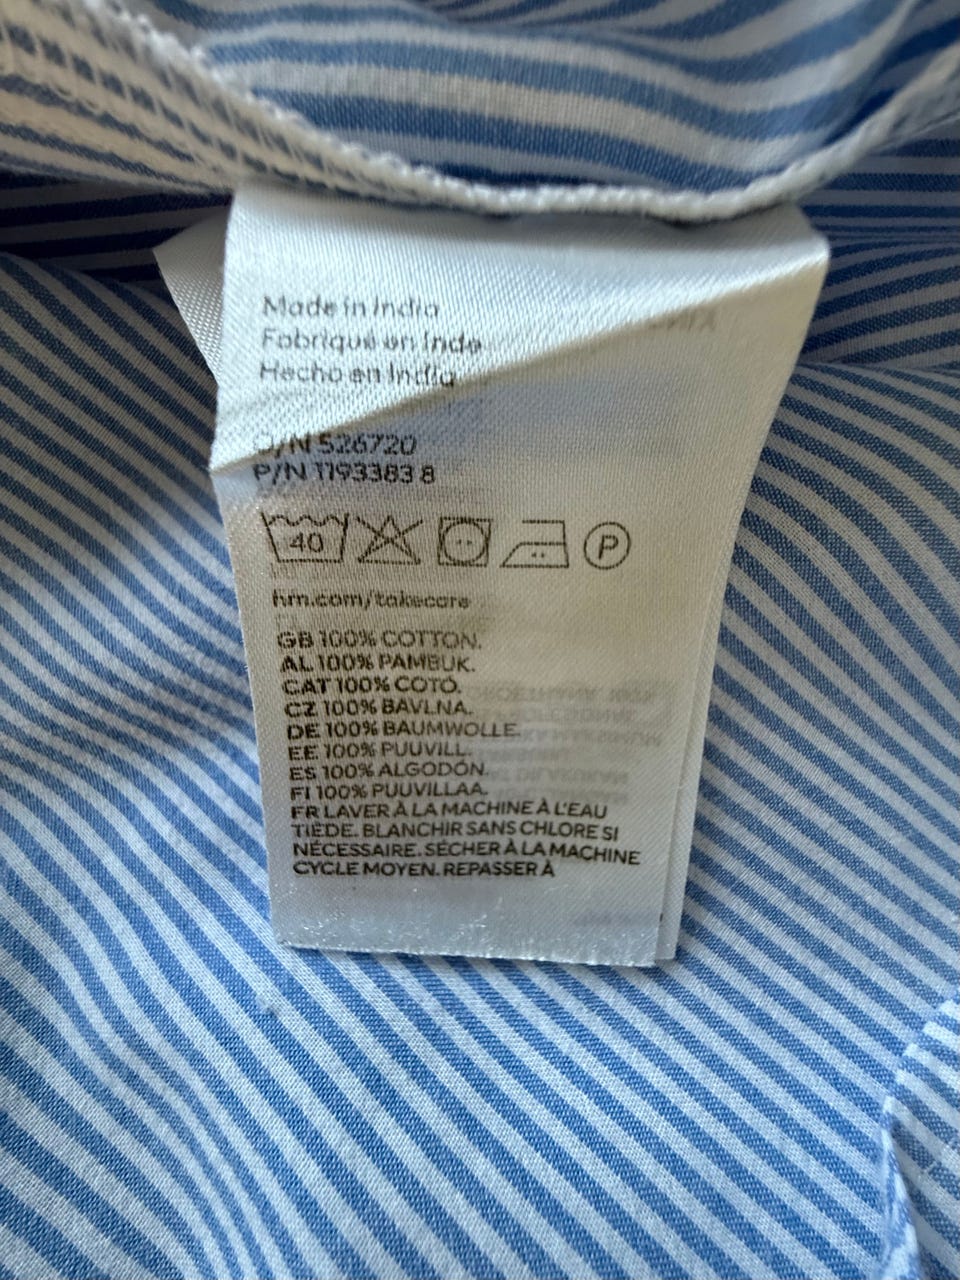 Made in India
Fabriqué en Inde
Hecho en India
O/N 526720
P/N 1193383 8
40
P
hm.com/takecare
GB 100% COTTON.
AL 100% PAMBUK.
CAT 100% COTÓ.
CZ 100% BAVLNA.
DE 100% BAUMWOLLE.
EE 100% PUUVILL.
ES 100% ALGODÓN.
FI 100% PUUVILLAA.
FR LAVER À LA MACHINE À L'EAU
TIÈDE. BLANCHIR SANS CHLORE SI
NÉCESSAIRE. SÉCHER À LA MACHINE
CYCLE MOYEN. REPASSER À